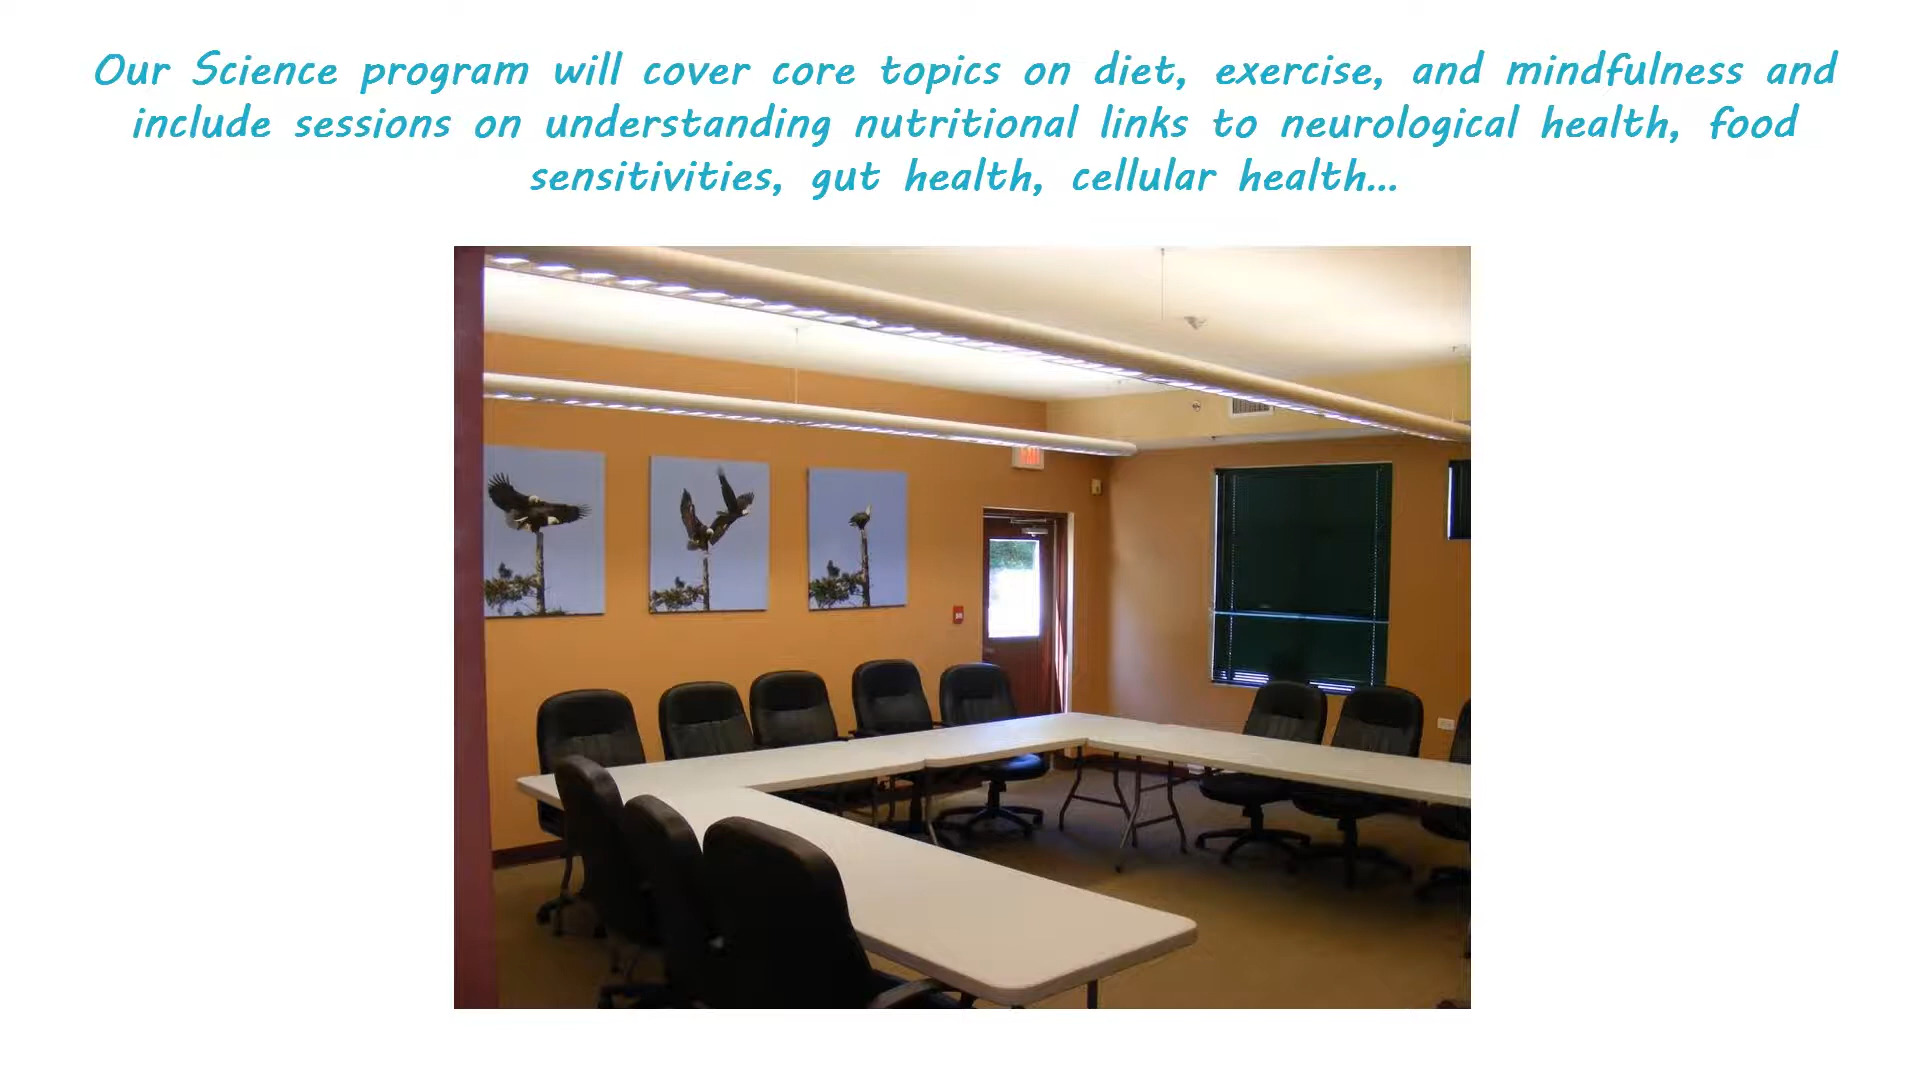 Our Science program will cover core topics on diet, exercise, and mindfulness and
include sessions on understanding nutritional links to neurological health, food
sensitivities, gut health, cellular health...
EXIT